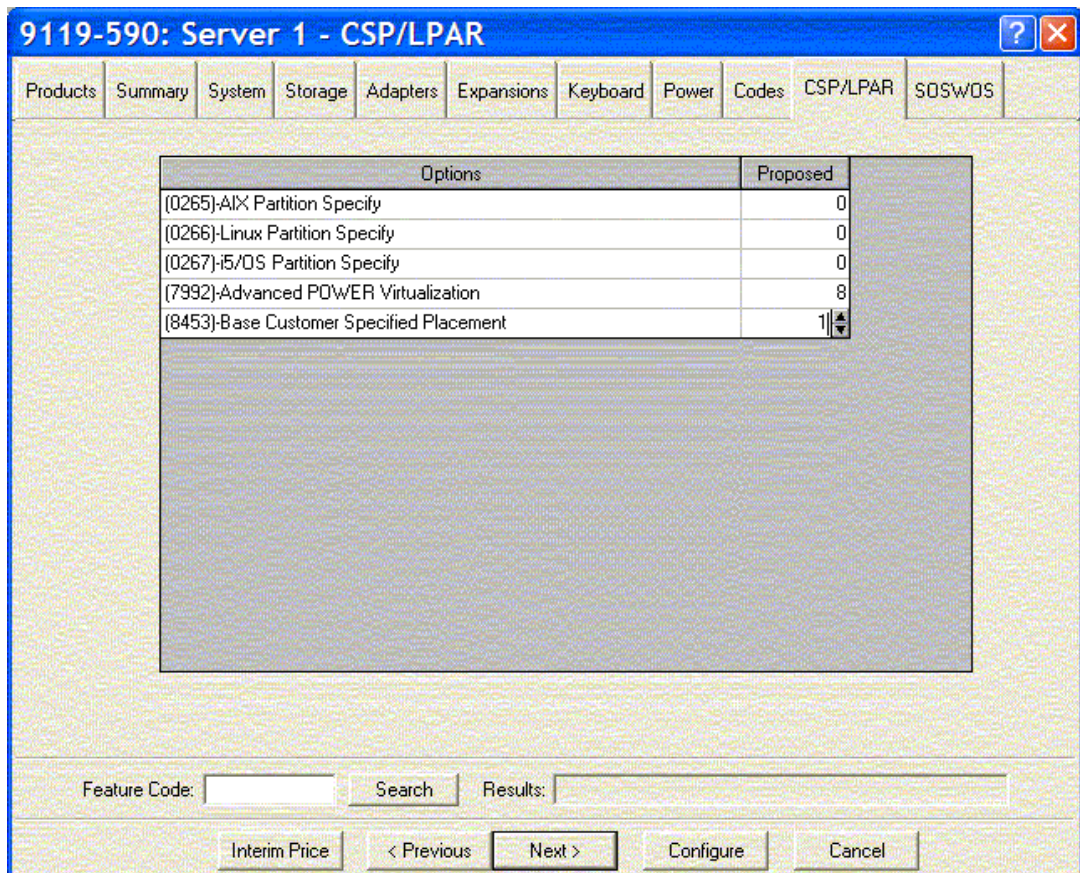 9119-590: Server 1 - CSP/LPAR
Products Summary System Storage Adapters Expansions Keyboard Power Codes CSP/LPAR SOSWOS
Options Proposed
(0265)-AIX Partition Specify 0
(0266)-Linux Partition Specify 0
(0267)-i5/OS Partition Specify 0
(7992)-Advanced POWER Virtualization 8
(8453)-Base Customer Specified Placement 1
Feature Code: Search Results:
Interim Price < Previous Next > Configure Cancel